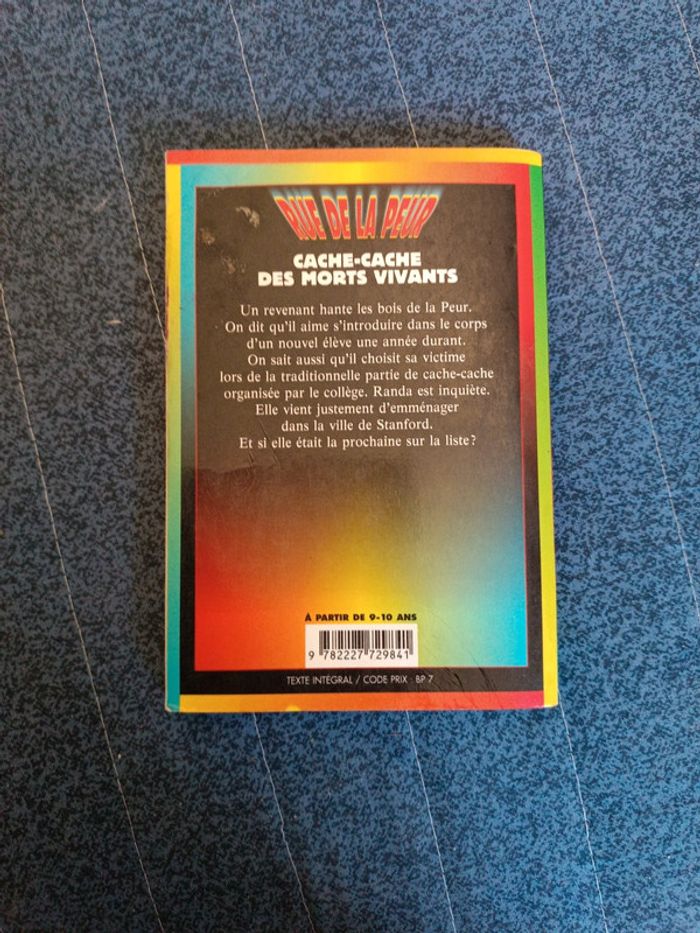 RUE DE LA PEUR
CACHE-CACHE
DES MORTS VIVANTS
Un revenant hante les bois de la Peur.
On dit qu'il aime s'introduire dans le corps
d'un nouvel élève une année durant.
On sait aussi qu'il choisit sa victime
lors de la traditionnelle partie de cache-cache
organisée par le collège. Randa est inquiète.
Elle vient justement d'emménager
dans la ville de Stanford.
Et si elle était la prochaine sur la liste ?
À PARTIR DE 9-10 ANS
9 782227 729841
TEXTE INTÉGRAL / CODE PRIX : BP 7